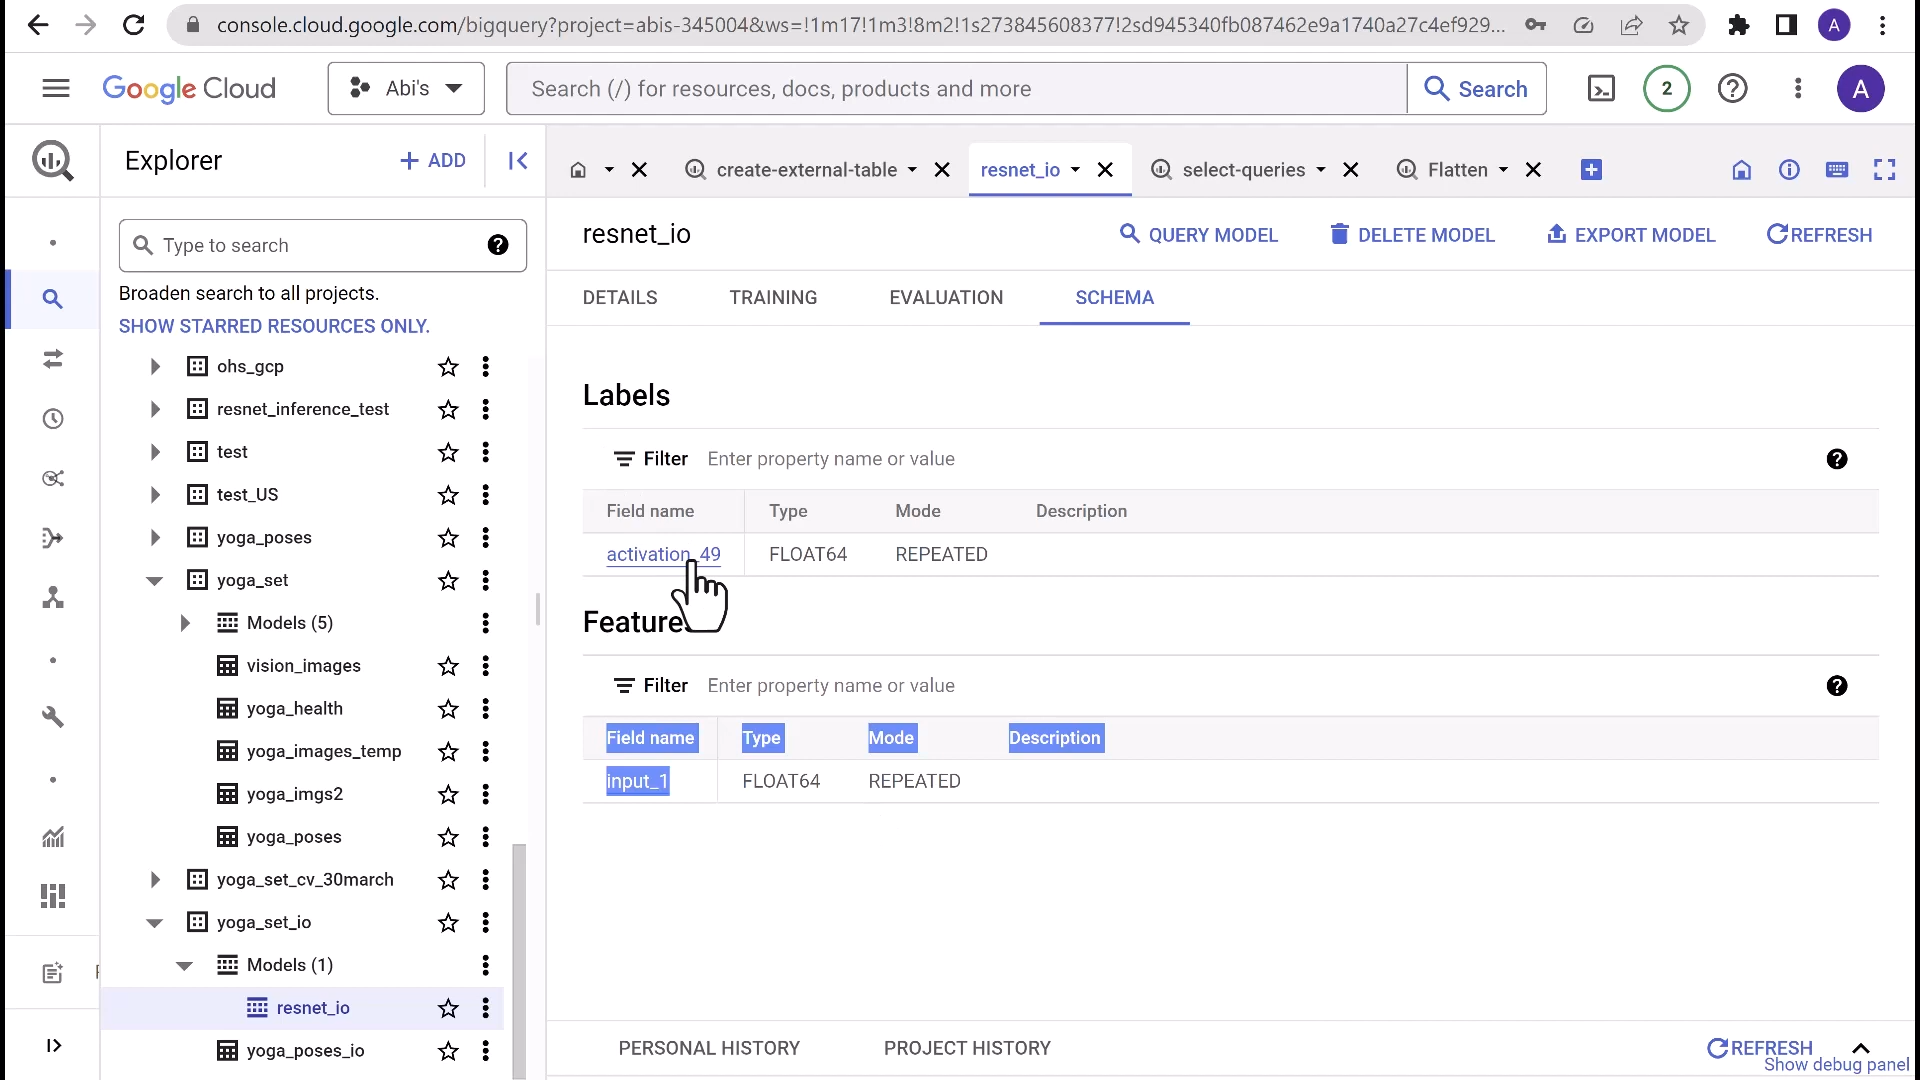 console.cloud.google.com/bigquery?project=abis-345004&ws=!1m17!1m3!8m2!1s273845608377!2sd945340fb087462e9a1740a27c4ef929...
A
Google Cloud
Abi's
Search (/) for resources, docs, products and more
Search
2
A
Explorer
+ ADD
create-external-table
resnet_io
select-queries
Flatten
Type to search
Broaden search to all projects.
SHOW STARRED RESOURCES ONLY.
ohs_gcp
resnet_inference_test
test
test_US
yoga_poses
yoga_set
Models (5)
vision_images
yoga_health
yoga_images_temp
yoga_imgs2
yoga_poses
yoga_set_cv_30march
yoga_set_io
Models (1)
resnet_io
yoga_poses_io
resnet_io
QUERY MODEL
DELETE MODEL
EXPORT MODEL
REFRESH
DETAILS
TRAINING
EVALUATION
SCHEMA
Labels
Filter Enter property name or value
Field name Type Mode Description
activation_49 FLOAT64 REPEATED
Feature
Filter Enter property name or value
Field name Type Mode Description
input_1 FLOAT64 REPEATED
PERSONAL HISTORY
PROJECT HISTORY
REFRESH
Show debug panel